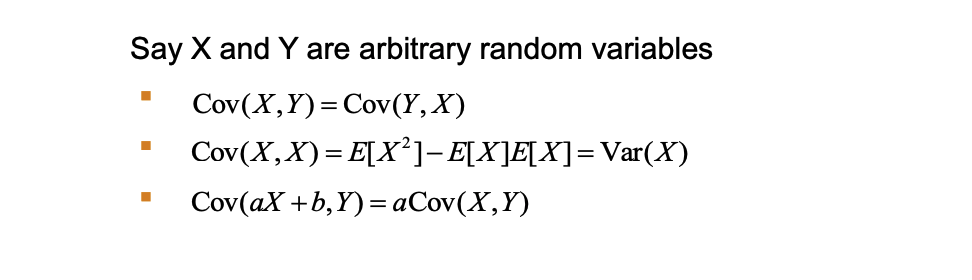 Say X and Y are arbitrary random variables
▪ Cov(X,Y) = Cov(Y,X)
▪ Cov(X,X) = E[X²] − E[X]E[X] = Var(X)
▪ Cov(aX + b,Y) = aCov(X,Y)